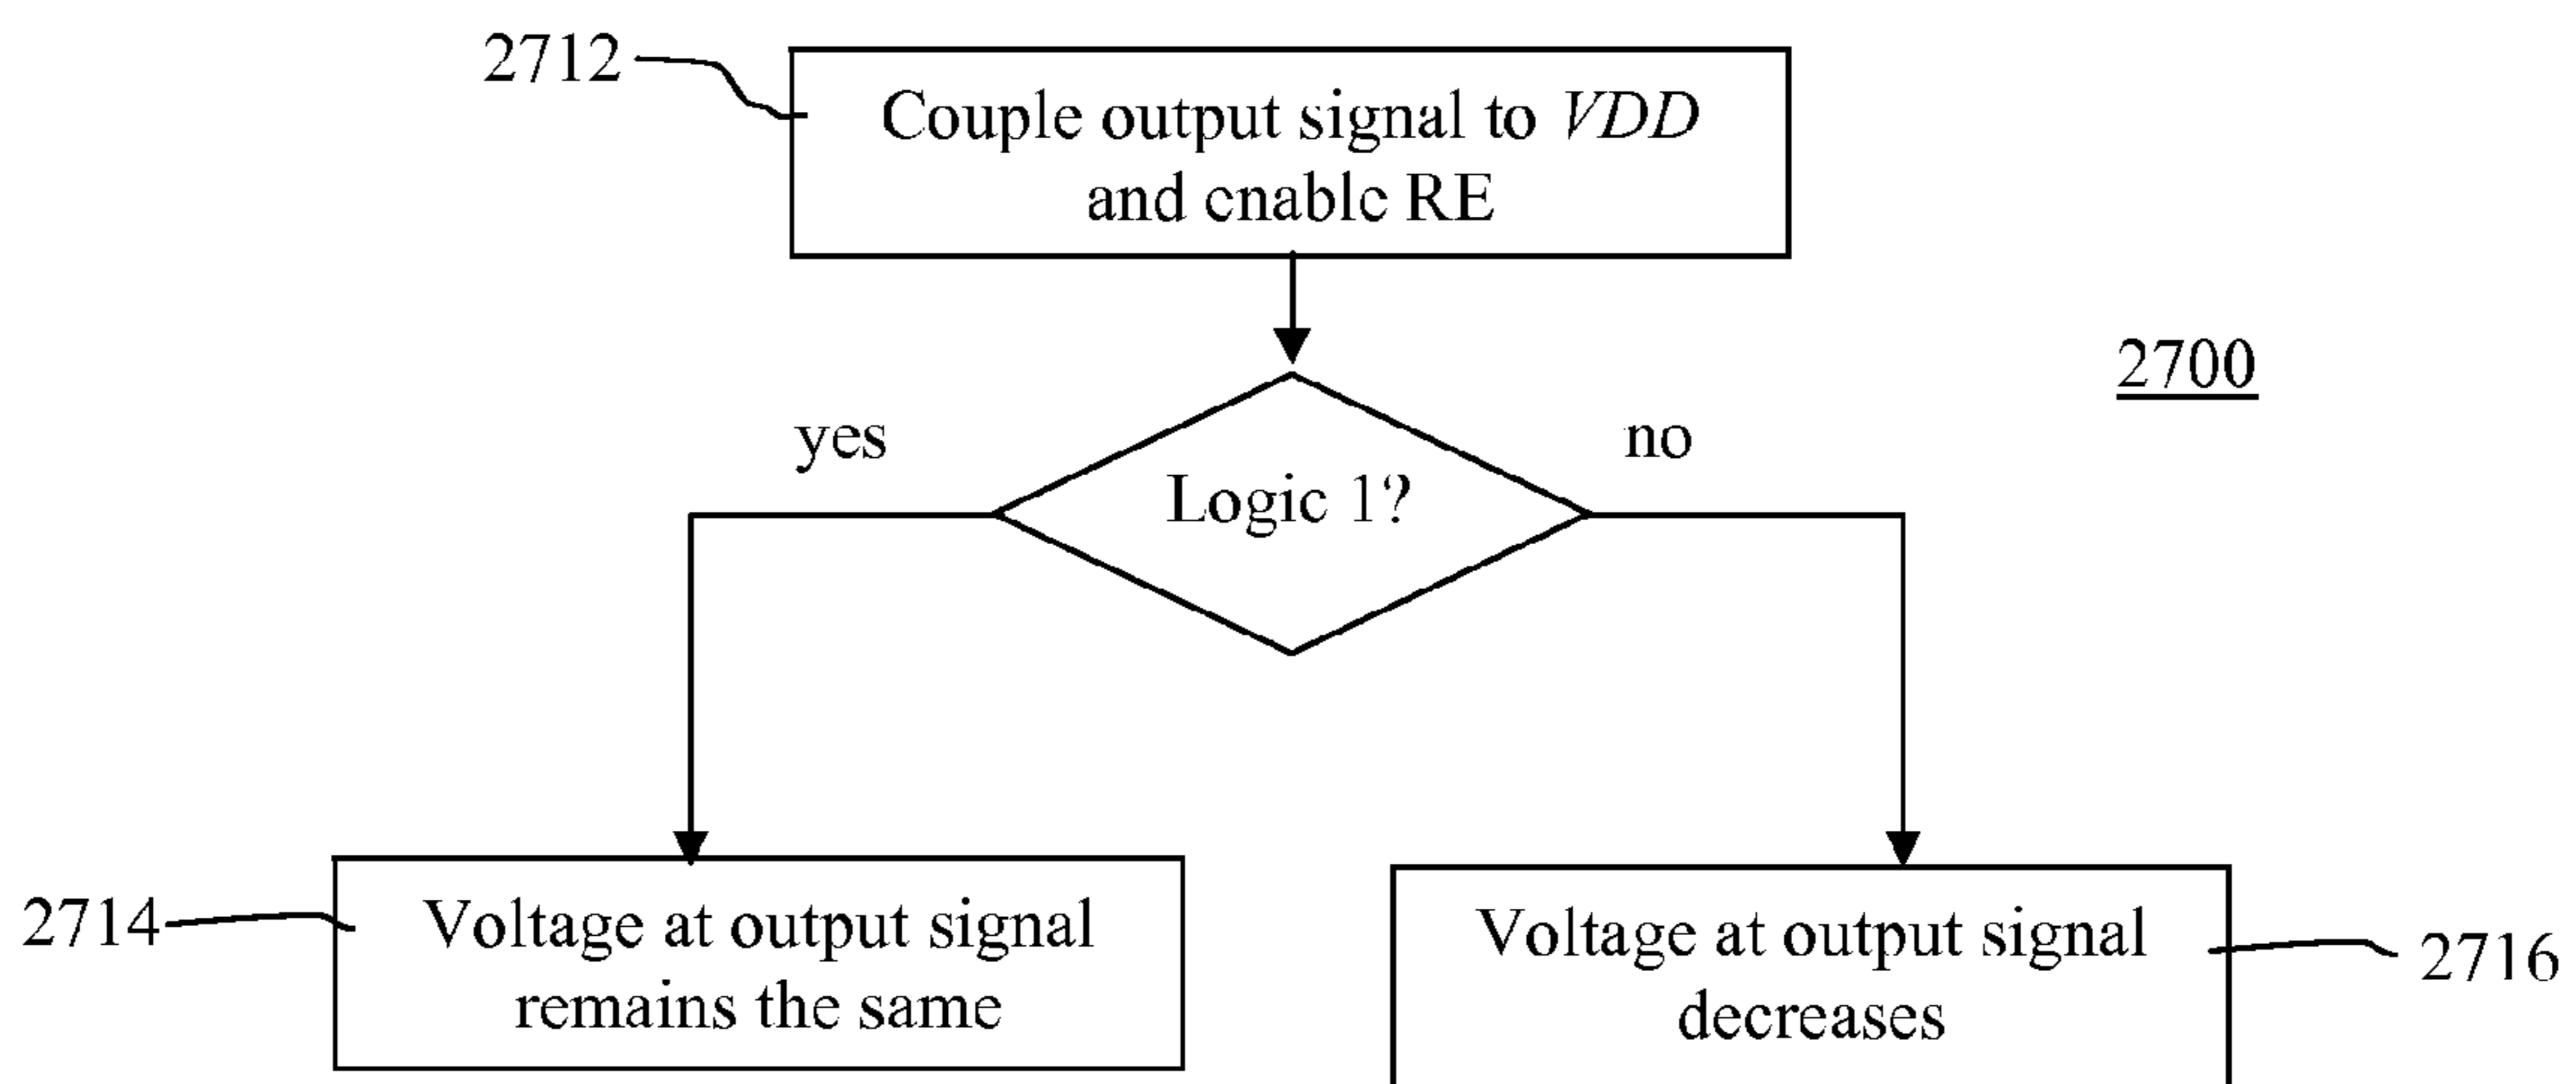 2712
Couple output signal to VDD
and enable RE
2700
yes
no
Logic 1?
2714
Voltage at output signal
remains the same
Voltage at output signal
decreases
2716